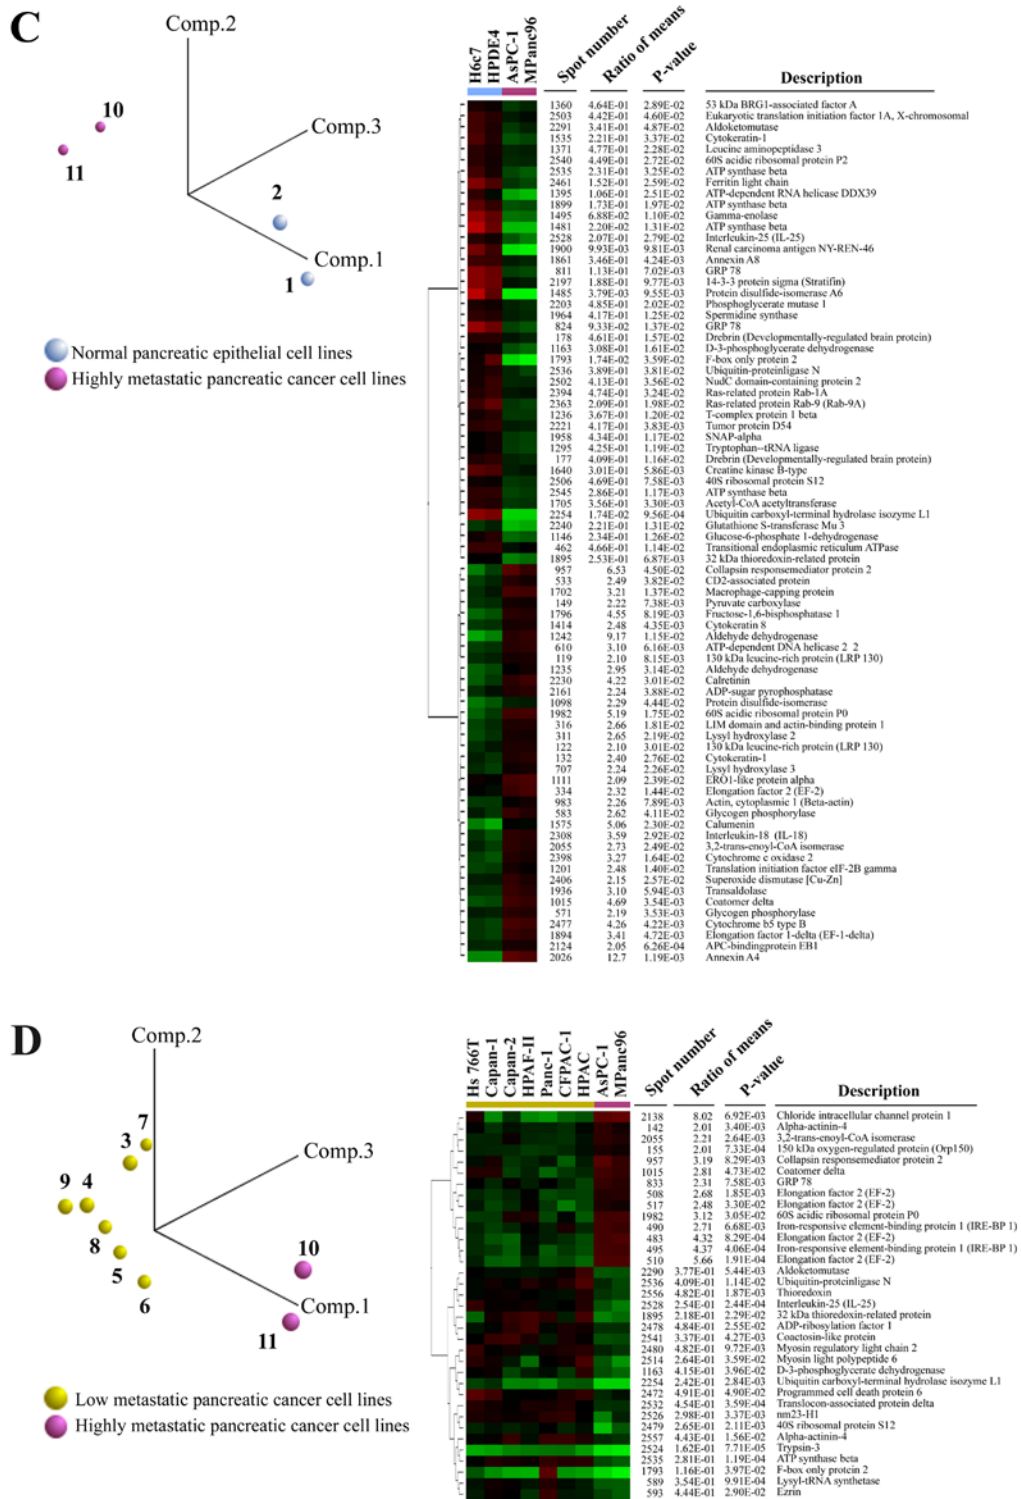 C
Comp.2
10
Comp.3
11
2
Comp.1
1
Normal pancreatic epithelial cell lines
Highly metastatic pancreatic cancer cell lines
H6c7 HPDE4 AsPC-1 MPanc96 Spot number Ratio of means P-value Description
1360 4.64E-01 2.89E-02 53 kDa BRG1-associated factor A
2503 4.42E-01 4.60E-02 Eukaryotic translation initiation factor 1A, X-chromosomal
2291 3.41E-01 4.87E-02 Aldoketomutase
1535 2.21E-01 3.37E-02 Cytokeratin-1
1371 4.77E-01 2.28E-02 Leucine aminopeptidase 3
2540 4.49E-01 2.72E-02 60S acidic ribosomal protein P2
2535 2.31E-01 3.25E-02 ATP synthase beta
2461 1.52E-01 2.59E-02 Ferritin light chain
1395 1.06E-01 2.51E-02 ATP-dependent RNA helicase DDX39
1899 1.73E-01 1.97E-02 ATP synthase beta
1495 6.88E-02 1.10E-02 Gamma-enolase
1481 2.20E-02 1.31E-02 ATP synthase beta
2528 2.07E-01 2.79E-02 Interleukin-25 (IL-25)
1900 9.93E-03 9.81E-03 Renal carcinoma antigen NY-REN-46
1861 3.46E-01 4.24E-03 Annexin A8
811 1.13E-01 7.02E-03 GRP 78
2197 1.88E-01 9.77E-03 14-3-3 protein sigma (Stratifin)
1485 3.79E-03 9.55E-03 Protein disulfide-isomerase A6
2203 4.85E-01 2.02E-02 Phosphoglycerate mutase 1
1964 4.17E-01 1.25E-02 Spermidine synthase
824 9.33E-02 1.37E-02 GRP 78
178 4.61E-01 1.57E-02 Drebrin (Developmentally-regulated brain protein)
1163 3.08E-01 1.61E-02 D-3-phosphoglycerate dehydrogenase
1793 1.74E-02 3.59E-02 F-box only protein 2
2536 3.89E-01 3.81E-02 Ubiquitin-proteinligase N
2502 4.13E-01 3.56E-02 NudC domain-containing protein 2
2394 4.74E-01 3.24E-02 Ras-related protein Rab-1A
2363 2.09E-01 1.98E-02 Ras-related protein Rab-9 (Rab-9A)
1236 3.67E-01 1.20E-02 T-complex protein 1 beta
2221 4.17E-01 3.83E-03 Tumor protein D54
1958 4.34E-01 1.17E-02 SNAP-alpha
1295 4.25E-01 1.19E-02 Tryptophan--tRNA ligase
177 4.09E-01 1.16E-02 Drebrin (Developmentally-regulated brain protein)
1640 3.01E-01 5.86E-03 Creatine kinase B-type
2506 4.69E-01 7.58E-03 40S ribosomal protein S12
2545 2.86E-01 1.17E-03 ATP synthase beta
1705 3.56E-01 3.30E-03 Acetyl-CoA acetyltransferase
2254 1.74E-02 9.56E-04 Ubiquitin carboxyl-terminal hydrolase isozyme L1
2240 2.21E-01 1.31E-02 Glutathione S-transferase Mu 3
1146 2.34E-01 1.26E-02 Glucose-6-phosphate 1-dehydrogenase
462 4.66E-01 1.14E-02 Transitional endoplasmic reticulum ATPase
1895 2.53E-01 6.87E-03 32 kDa thioredoxin-related protein
957 6.53 4.50E-02 Collapsin responsemediator protein 2
533 2.49 3.82E-02 CD2-associated protein
1702 3.21 1.37E-02 Macrophage-capping protein
149 2.22 7.38E-03 Pyruvate carboxylase
1796 4.55 8.19E-03 Fructose-1,6-bisphosphatase 1
1414 2.48 4.35E-03 Cytokeratin 8
1242 9.17 1.15E-02 Aldehyde dehydrogenase
610 3.10 6.16E-03 ATP-dependent DNA helicase 2 2
119 2.10 8.15E-03 130 kDa leucine-rich protein (LRP 130)
1235 2.95 3.14E-02 Aldehyde dehydrogenase
2230 4.22 3.01E-02 Calretinin
2161 2.24 3.88E-02 ADP-sugar pyrophosphatase
1098 2.29 4.44E-02 Protein disulfide-isomerase
1982 5.19 1.75E-02 60S acidic ribosomal protein P0
316 2.66 1.81E-02 LIM domain and actin-binding protein 1
311 2.65 2.19E-02 Lysyl hydroxylase 2
122 2.10 3.01E-02 130 kDa leucine-rich protein (LRP 130)
132 2.40 2.76E-02 Cytokeratin-1
707 2.24 2.26E-02 Lysyl hydroxylase 3
1111 2.09 2.39E-02 ERO1-like protein alpha
334 2.32 1.44E-02 Elongation factor 2 (EF-2)
983 2.26 7.89E-03 Actin, cytoplasmic 1 (Beta-actin)
583 2.62 4.11E-02 Glycogen phosphorylase
1575 5.06 2.30E-02 Calumenin
2308 3.59 2.92E-02 Interleukin-18 (IL-18)
2055 2.73 2.49E-02 3,2-trans-enoyl-CoA isomerase
2398 3.27 1.64E-02 Cytochrome c oxidase 2
1201 2.48 1.40E-02 Translation initiation factor eIF-2B gamma
2406 2.15 2.57E-02 Superoxide dismutase [Cu-Zn]
1936 3.10 5.94E-03 Transaldolase
1015 4.69 3.54E-03 Coatomer delta
571 2.19 3.53E-03 Glycogen phosphorylase
2477 4.26 4.22E-03 Cytochrome b5 type B
1894 3.41 4.72E-03 Elongation factor 1-delta (EF-1-delta)
2124 2.05 6.26E-04 APC-bindingprotein EB1
2026 12.7 1.19E-03 Annexin A4
D
Comp.2
7
3
Comp.3
9 4
8
10
5
Comp.1
6
11
Low metastatic pancreatic cancer cell lines
Highly metastatic pancreatic cancer cell lines
Hs 766T Capan-1 Capan-2 HPAF-II Panc-1 CFPAC-1 HPAC AsPC-1 MPanc96 Spot number Ratio of means P-value Description
2138 8.02 6.92E-03 Chloride intracellular channel protein 1
142 2.01 3.40E-03 Alpha-actinin-4
2055 2.21 2.64E-03 3,2-trans-enoyl-CoA isomerase
155 2.01 7.33E-04 150 kDa oxygen-regulated protein (Orp150)
957 3.19 8.29E-03 Collapsin responsemediator protein 2
1015 2.81 4.73E-02 Coatomer delta
833 2.31 7.58E-03 GRP 78
508 2.68 1.85E-03 Elongation factor 2 (EF-2)
517 2.48 3.30E-02 Elongation factor 2 (EF-2)
1982 3.12 3.05E-02 60S acidic ribosomal protein P0
490 2.71 6.68E-03 Iron-responsive element-binding protein 1 (IRE-BP 1)
483 4.32 8.29E-04 Elongation factor 2 (EF-2)
495 4.37 4.06E-04 Iron-responsive element-binding protein 1 (IRE-BP 1)
510 5.66 1.91E-04 Elongation factor 2 (EF-2)
2290 3.77E-01 5.44E-03 Aldoketomutase
2536 4.09E-01 1.14E-02 Ubiquitin-proteinligase N
2556 4.82E-01 1.87E-03 Thioredoxin
2528 2.54E-01 2.44E-04 Interleukin-25 (IL-25)
1895 2.18E-01 2.29E-02 32 kDa thioredoxin-related protein
2478 4.84E-01 2.55E-02 ADP-ribosylation factor 1
2541 3.37E-01 4.27E-03 Coactosin-like protein
2480 4.82E-01 9.72E-03 Myosin regulatory light chain 2
2514 2.64E-01 3.59E-02 Myosin light polypeptide 6
1163 4.15E-01 3.96E-02 D-3-phosphoglycerate dehydrogenase
2254 2.42E-01 2.84E-03 Ubiquitin carboxyl-terminal hydrolase isozyme L1
2472 4.91E-01 4.90E-02 Programmed cell death protein 6
2532 4.54E-01 3.59E-04 Translocon-associated protein delta
2526 2.98E-01 3.37E-03 nm23-H1
2479 2.65E-01 2.11E-03 40S ribosomal protein S12
2557 4.43E-01 1.56E-02 Alpha-actinin-4
2524 1.62E-01 7.71E-05 Trypsin-3
2535 2.81E-01 1.19E-04 ATP synthase beta
1793 1.16E-01 3.97E-02 F-box only protein 2
589 3.54E-01 9.91E-04 Lysyl-tRNA synthetase
593 4.44E-01 2.90E-02 Ezrin